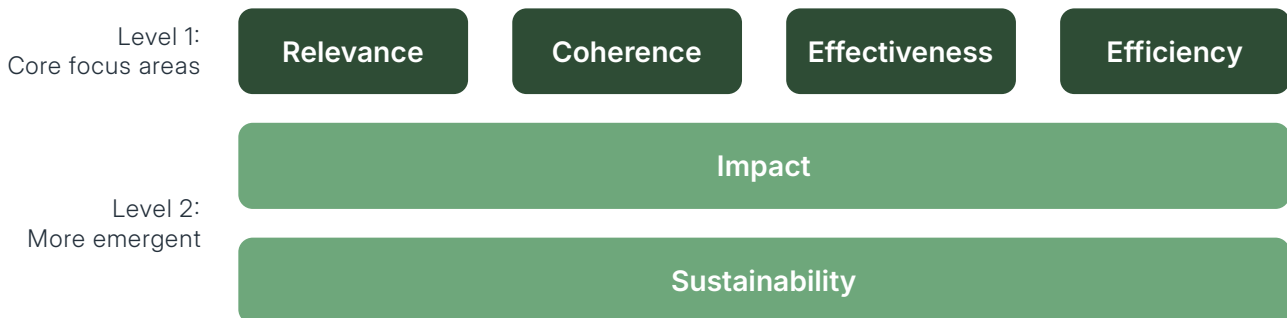 Level 1:
Core focus areas
Relevance
Coherence
Effectiveness
Efficiency
Level 2:
More emergent
Impact
Sustainability